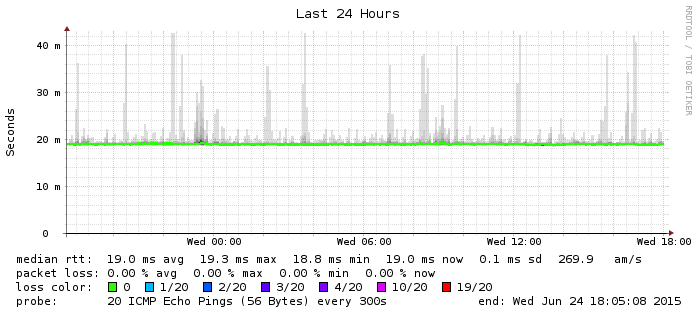 Last 24 Hours
RRDTOOL / TOBI OETIKER
Seconds
40 m
30 m
20 m
10 m
0
Wed 00:00 Wed 06:00 Wed 12:00 Wed 18:00
median rtt: 19.0 ms avg 19.3 ms max 18.8 ms min 19.0 ms now 0.1 ms sd 269.9 am/s
packet loss: 0.00 % avg 0.00 % max 0.00 % min 0.00 % now
loss color: 0 1/20 2/20 3/20 4/20 10/20 19/20
probe: 20 ICMP Echo Pings (56 Bytes) every 300s end: Wed Jun 24 18:05:08 2015